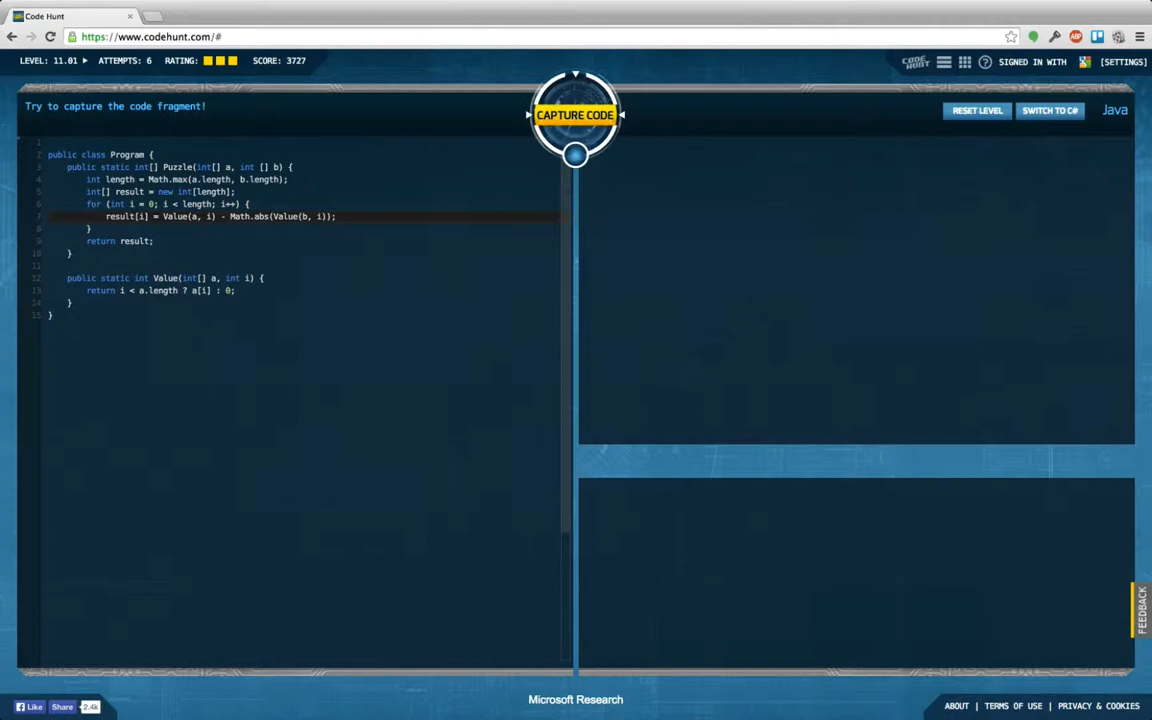 Code Hunt
https://www.codehunt.com/#
LEVEL: 11.01 ATTEMPTS: 6 RATING: SCORE: 3727
CODE HUNT
SIGNED IN WITH
[SETTINGS]
Try to capture the code fragment!
CAPTURE CODE
RESET LEVEL
SWITCH TO C#
Java
1
2 public class Program {
3 public static int[] Puzzle(int[] a, int [] b) {
4 int length = Math.max(a.length, b.length);
5 int[] result = new int[length];
6 for (int i = 0; i < length; i++) {
7 result[i] = Value(a, i) - Math.abs(Value(b, i));
8 }
9 return result;
10 }
11
12 public static int Value(int[] a, int i) {
13 return i < a.length ? a[i] : 0;
14 }
15 }
FEEDBACK
Like
Share
2.4k
Microsoft Research
ABOUT | TERMS OF USE | PRIVACY & COOKIES
ABP